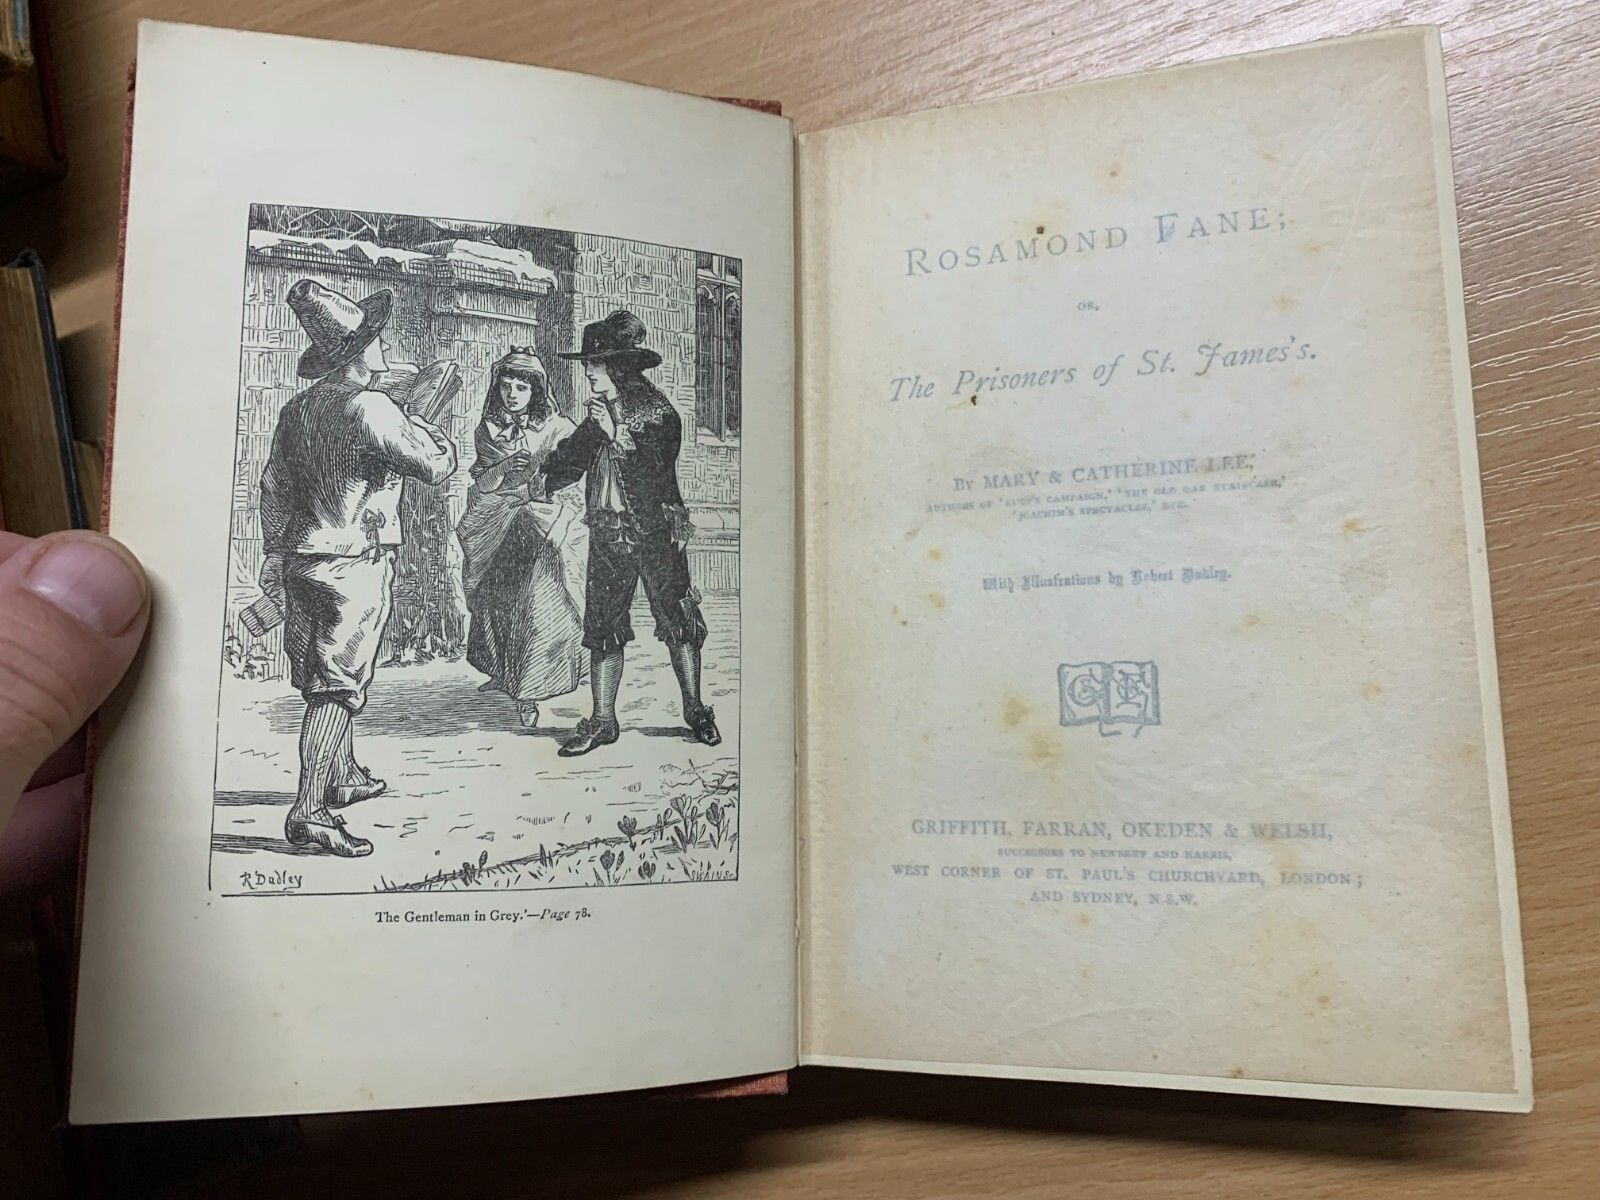 R Dudley
SWAIN Sc
The Gentleman in Grey.'—Page 78.
ROSAMOND FANE;
OR,
The Prisoners of St. James's.
BY MARY & CATHERINE LEE,
AUTHORS OF 'LUCY'S CAMPAIGN,' 'THE OLD OAK STAIRCASE,'
'JOACHIM'S SPECTACLES,' ETC.
With Illustrations by Robert Dudley.
GRIFFITH, FARRAN, OKEDEN & WELSH,
SUCCESSORS TO NEWBERY AND HARRIS,
WEST CORNER OF ST. PAUL'S CHURCHYARD, LONDON;
AND SYDNEY, N.S.W.